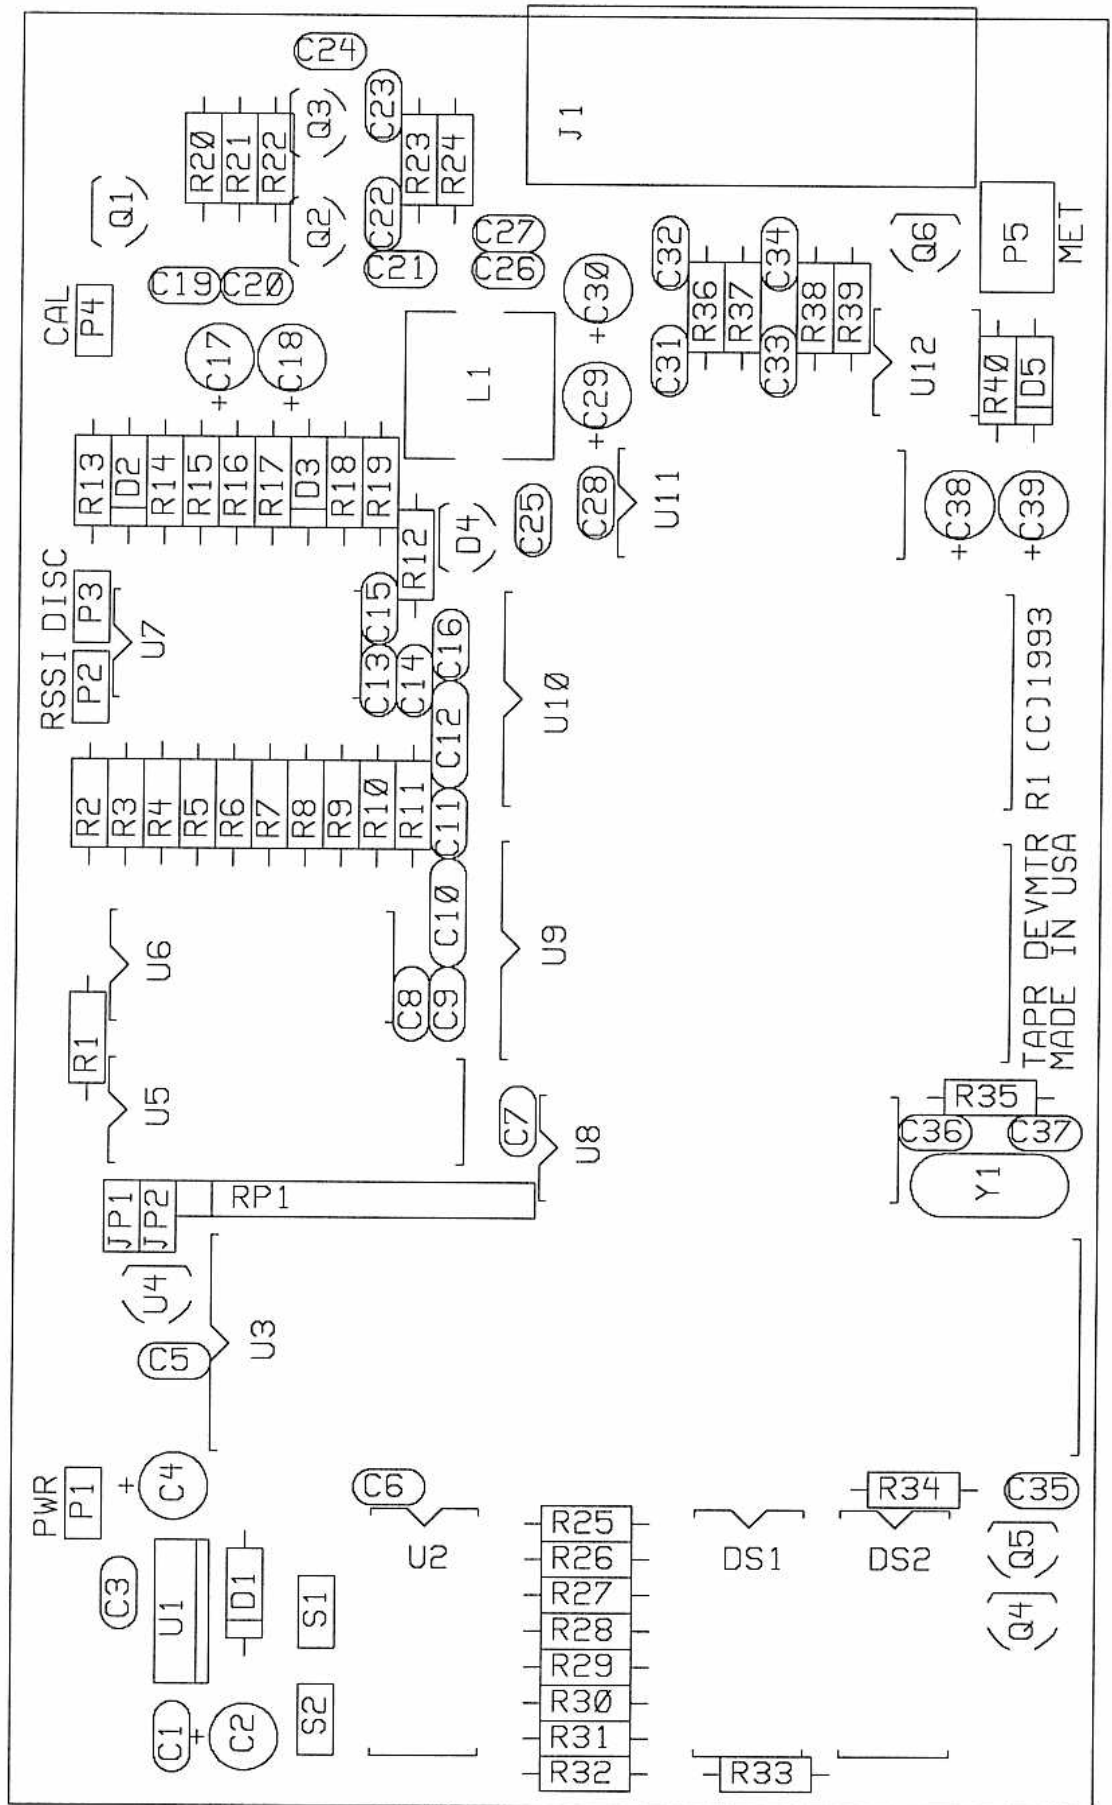 C24
J1
R20
R21
R22
Q3
C23
R23
R24
Q1
Q2
C22
C21
C27
C26
C32
C34
Q6
P5
MET
C19
C20
C30
CAL
P4
+
C17
+
C18
L1
+
C29
R36
R37
R38
R39
C31
C33
U12
R40
D5
R13
D2
R14
R15
R16
R17
D3
R18
R19
R12
D4
C25
C28
U11
+
C38
+
C39
RSSI DISC
P2
P3
U7
C15
C13
C14
C16
C12
U10
R2
R3
R4
R5
R6
R7
R8
R9
R10
R11
C11
C10
U6
C8
C9
U9
TAPR DEVMTR R1 (C)1993
MADE IN USA
R1
U5
C7
U8
R35
C36
C37
Y1
JP1
JP2
RP1
U4
C5
U3
PWR
P1
+
C4
C6
R34
C35
C3
U1
D1
S1
U2
R25
R26
R27
R28
R29
R30
R31
R32
DS1
DS2
Q5
Q4
C1
+
C2
S2
R33